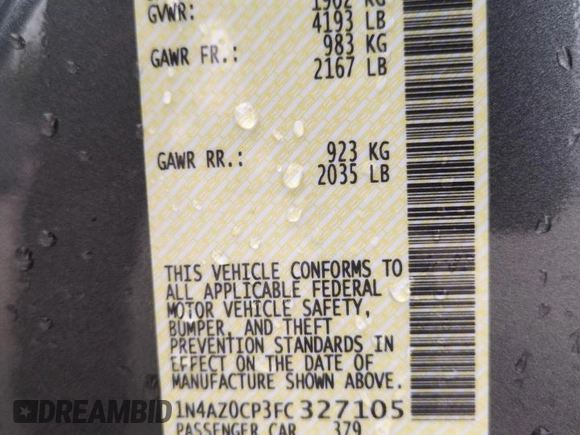 GVWR: 1902 KG
4193 LB
GAWR FR.: 983 KG
2167 LB
GAWR RR.: 923 KG
2035 LB
THIS VEHICLE CONFORMS TO
ALL APPLICABLE FEDERAL
MOTOR VEHICLE SAFETY,
BUMPER, AND THEFT
PREVENTION STANDARDS IN
EFFECT ON THE DATE OF
MANUFACTURE SHOWN ABOVE.
1N4AZ0CP3FC327105
PASSENGER CAR 379
DREAMBID